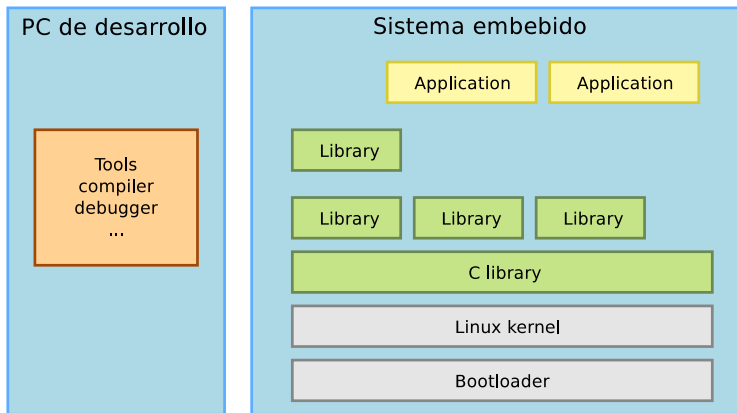 PC de desarrollo
Tools
compiler
debugger
...
Sistema embebido
Application
Application
Library
Library
Library
Library
C library
Linux kernel
Bootloader